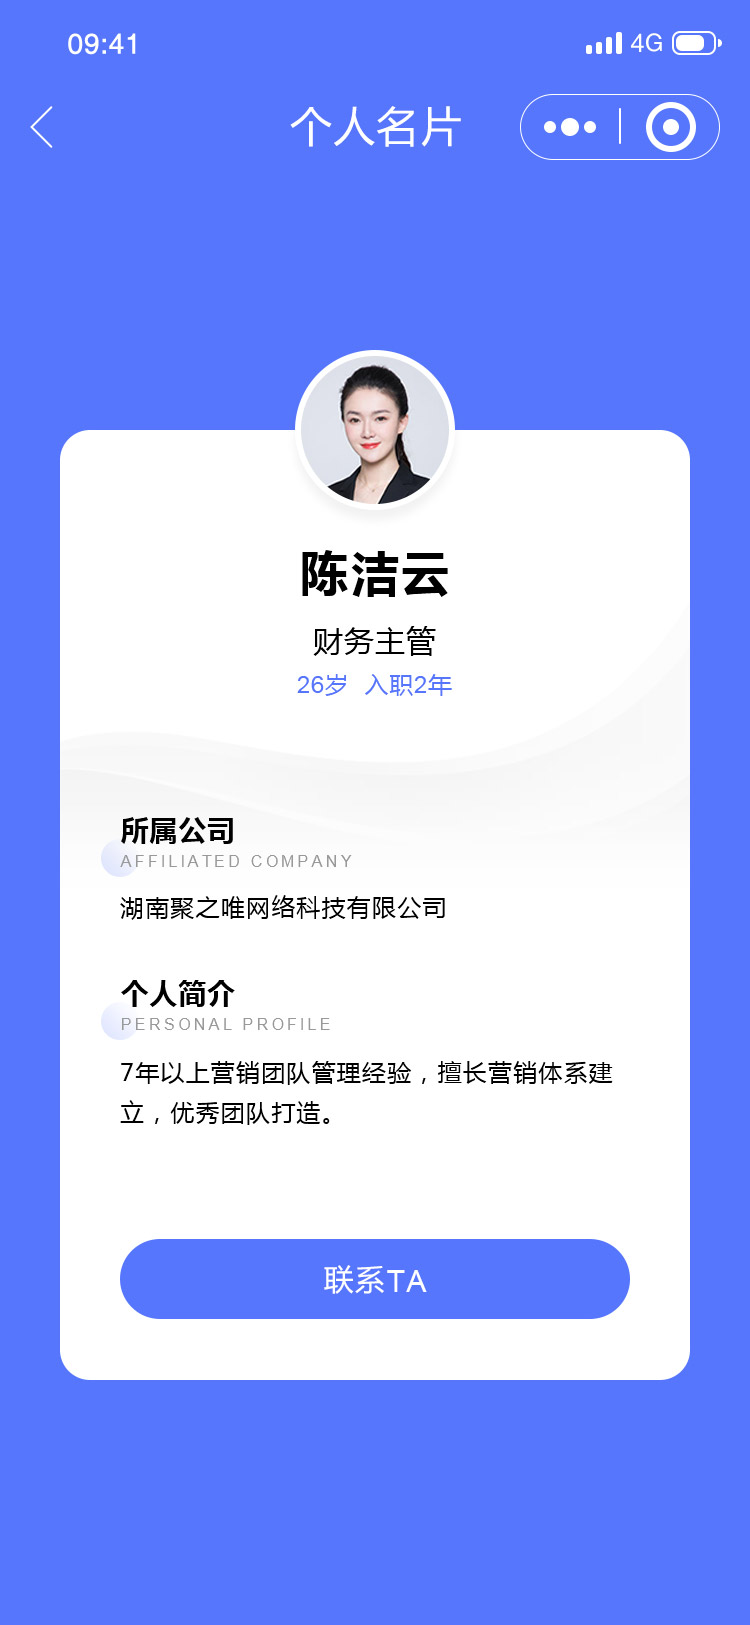 09:41
4G
个人名片
陈洁云
财务主管
26岁 入职2年
所属公司
AFFILIATED COMPANY
湖南聚之唯网络科技有限公司
个人简介
PERSONAL PROFILE
7年以上营销团队管理经验，擅长营销体系建
立，优秀团队打造。
联系TA